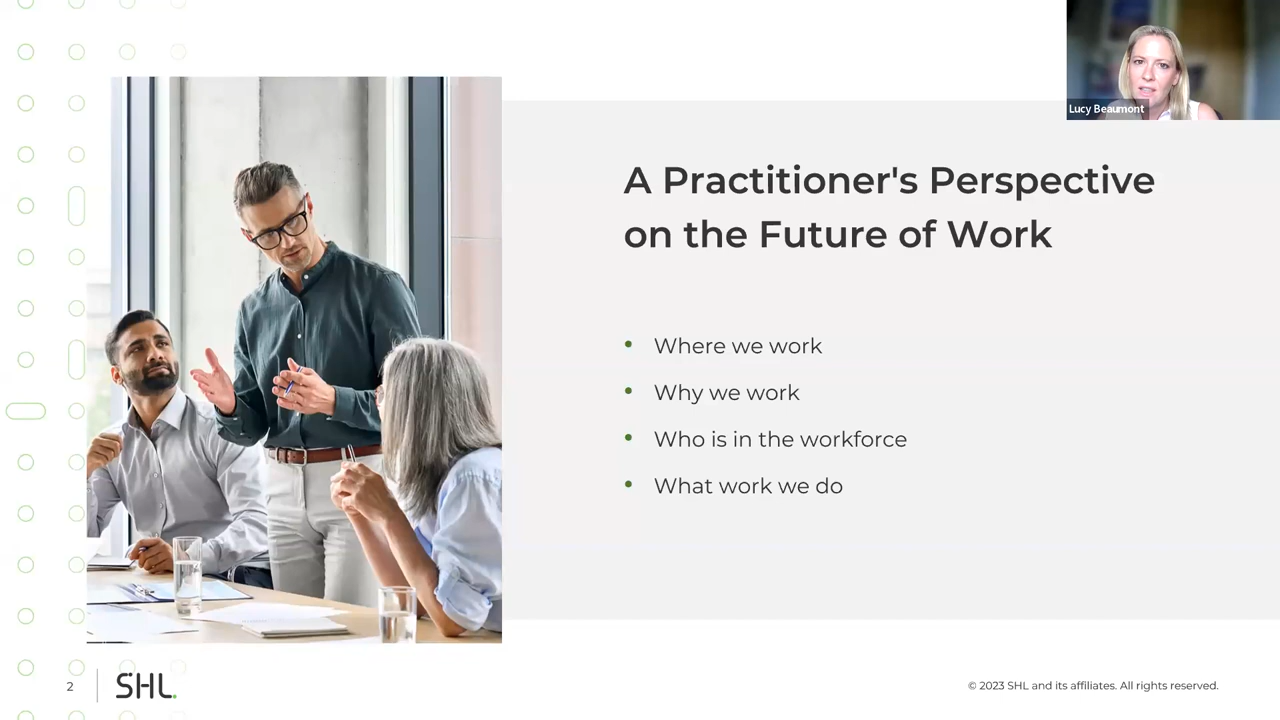 Lucy Beaumont
A Practitioner's Perspective
on the Future of Work
• Where we work
• Why we work
• Who is in the workforce
• What work we do
2
SHL.
© 2023 SHL and its affiliates. All rights reserved.